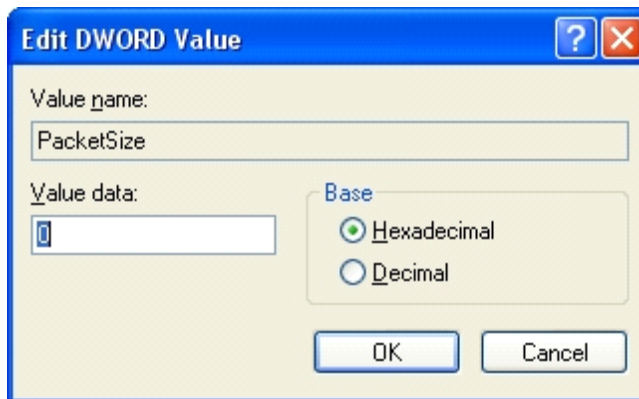 Edit DWORD Value
Value name:
PacketSize
Value data:
0
Base
Hexadecimal
Decimal
OK
Cancel